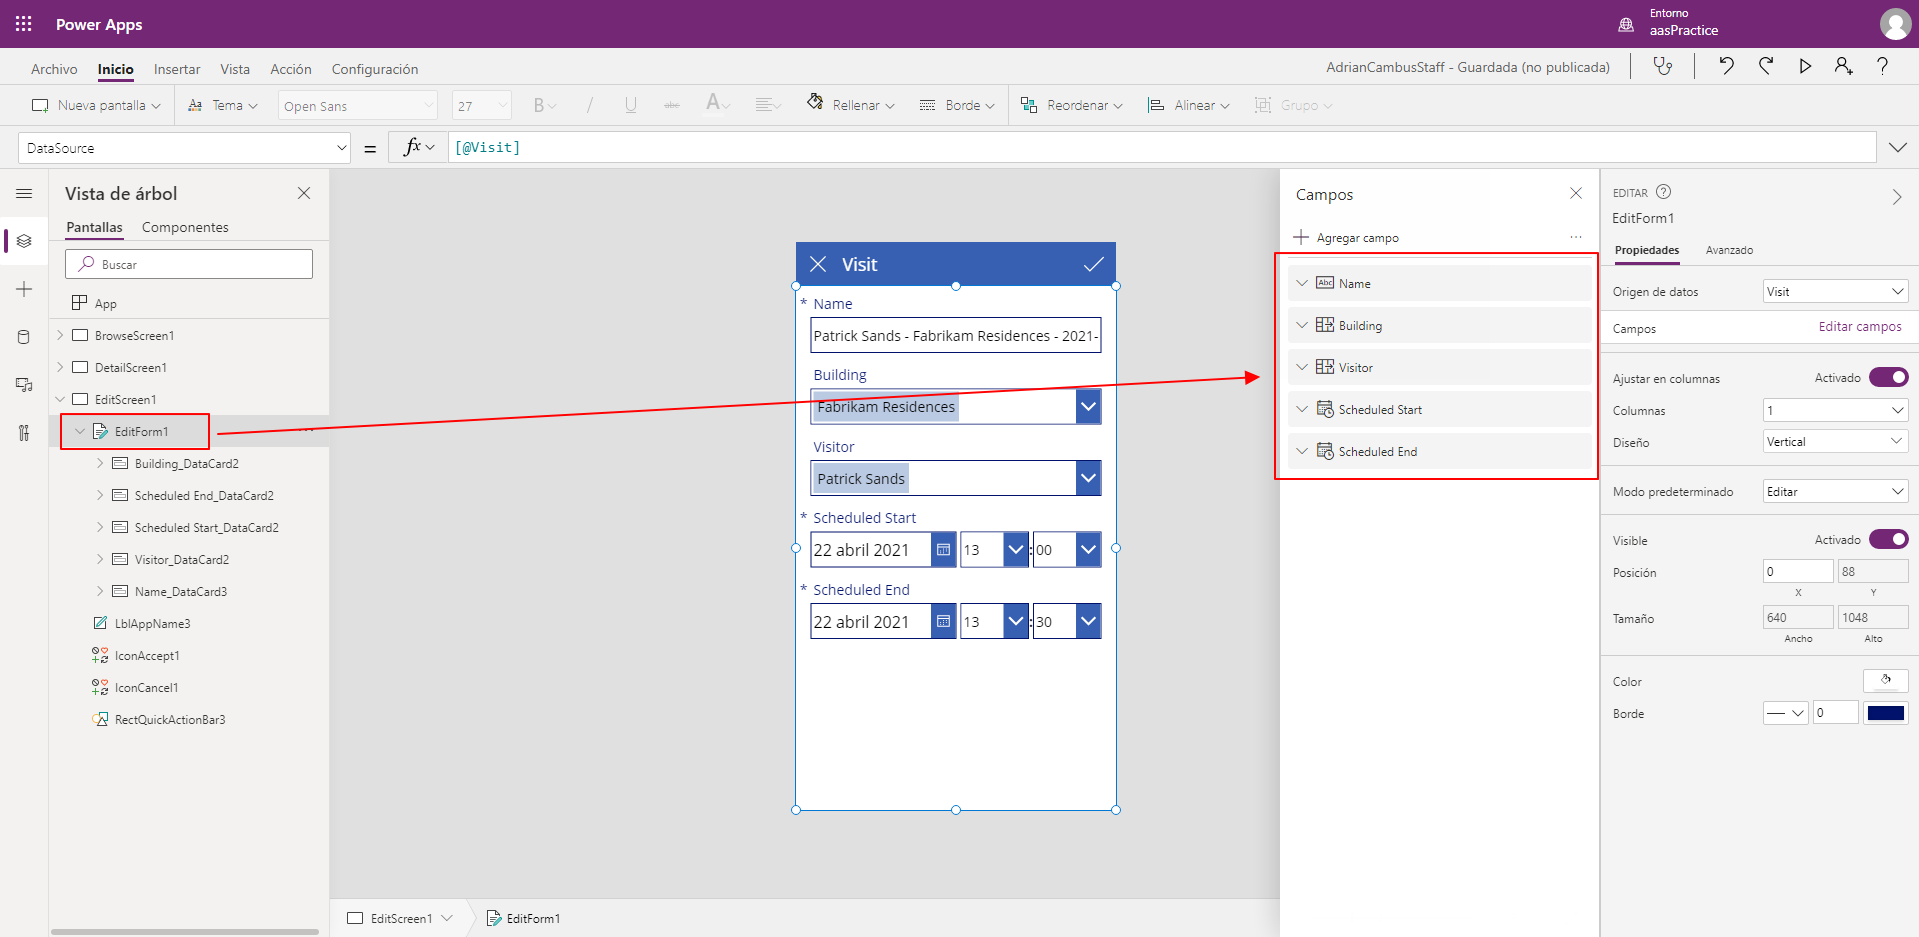 Power Apps
Entorno
aasPractice
Archivo Inicio Insertar Vista Acción Configuración
AdrianCambusStaff - Guardada (no publicada)
Nueva pantalla Aa Tema Open Sans 27 B / U abc A Rellenar Borde Reordenar Alinear Grupo
DataSource = fx [@Visit]
Vista de árbol
Pantallas Componentes
Buscar
App
BrowseScreen1
DetailScreen1
EditScreen1
EditForm1
Building_DataCard2
Scheduled End_DataCard2
Scheduled Start_DataCard2
Visitor_DataCard2
Name_DataCard3
LblAppName3
IconAccept1
IconCancel1
RectQuickActionBar3
Visit
* Name
Patrick Sands - Fabrikam Residences - 2021-
Building
Fabrikam Residences
Visitor
Patrick Sands
* Scheduled Start
22 abril 2021 13 : 00
* Scheduled End
22 abril 2021 13 : 30
EditScreen1 EditForm1
Campos
Agregar campo ...
Abc Name
Building
Visitor
Scheduled Start
Scheduled End
EDITAR ?
EditForm1
Propiedades Avanzado
Origen de datos Visit
Campos Editar campos
Ajustar en columnas Activado
Columnas 1
Diseño Vertical
Modo predeterminado Editar
Visible Activado
Posición 0 88
X Y
Tamaño 640 1048
Ancho Alto
Color
Borde 0